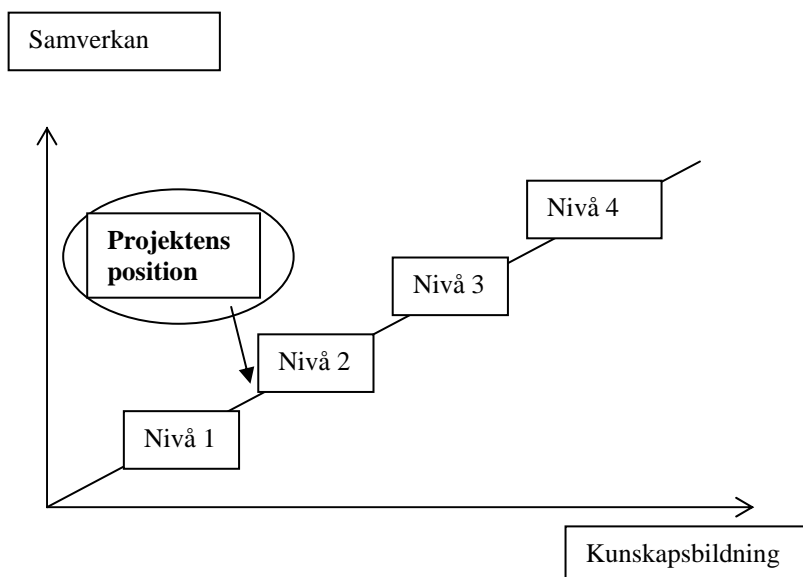 Samverkan
Projektens
position
Nivå 4
Nivå 3
Nivå 2
Nivå 1
Kunskapsbildning